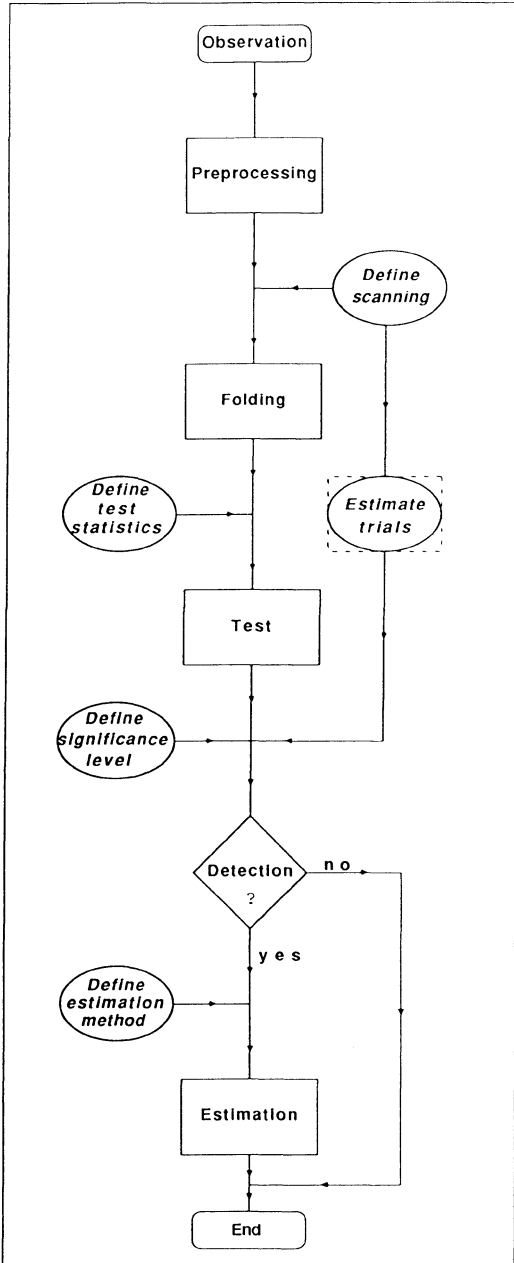 Observation
Preprocessing
Define
scanning
Folding
Define
test
statistics
Estimate
trials
Test
Define
significance
level
Detection
?
no
yes
Define
estimation
method
Estimation
End